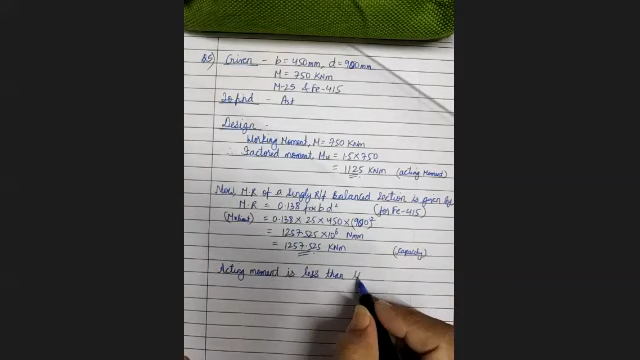 Q5) Given - b = 450mm, d = 900mm
M = 750 KNm
M-25 & Fe-415
To find - Ast
Design -
Working Moment, M = 750 KNm
∴ Factored moment, Mu = 1.5 x 750
= 1125 KNm (acting Moment)
Now, M.R of a Singly R/f Balanced Section is given by
M.R = 0.138 fck b d² (for Fe-415)
(Mulimit) = 0.138 x 25 x 450 x (900)²
= 1257.525 x 10⁶ Nmm
= 1257.525 KNm (Capacity)
Acting moment is less than